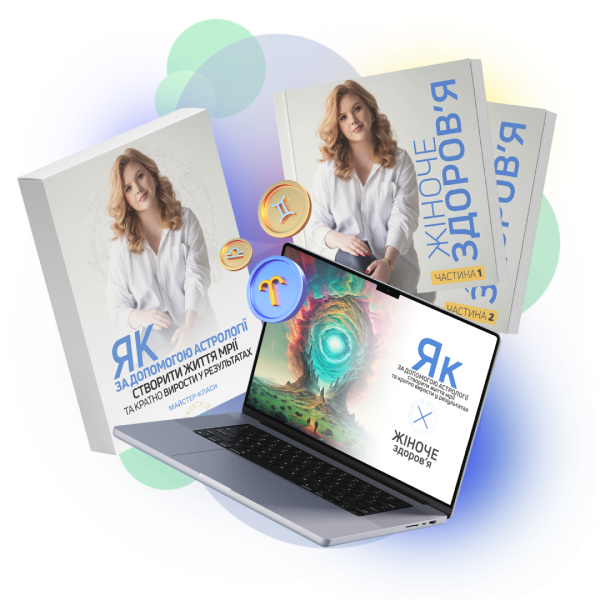 ЯК
ЗА ДОПОМОГОЮ АСТРОЛОГІЇ
СТВОРИТИ ЖИТТЯ МРІЇ
ТА КРАТНО ВИРОСТИ У РЕЗУЛЬТАТАХ
МАЙСТЕР-КЛАСИ
ЖІНОЧЕ
ЗДОРОВ'Я
ЧАСТИНА 1
ЗДОРОВ'Я
ЧАСТИНА 2
Як
ЗА ДОПОМОГОЮ АСТРОЛОГІЇ
створити життя мрії
та кратно вирости у результатах
ЖІНОЧЕ
здоров'я